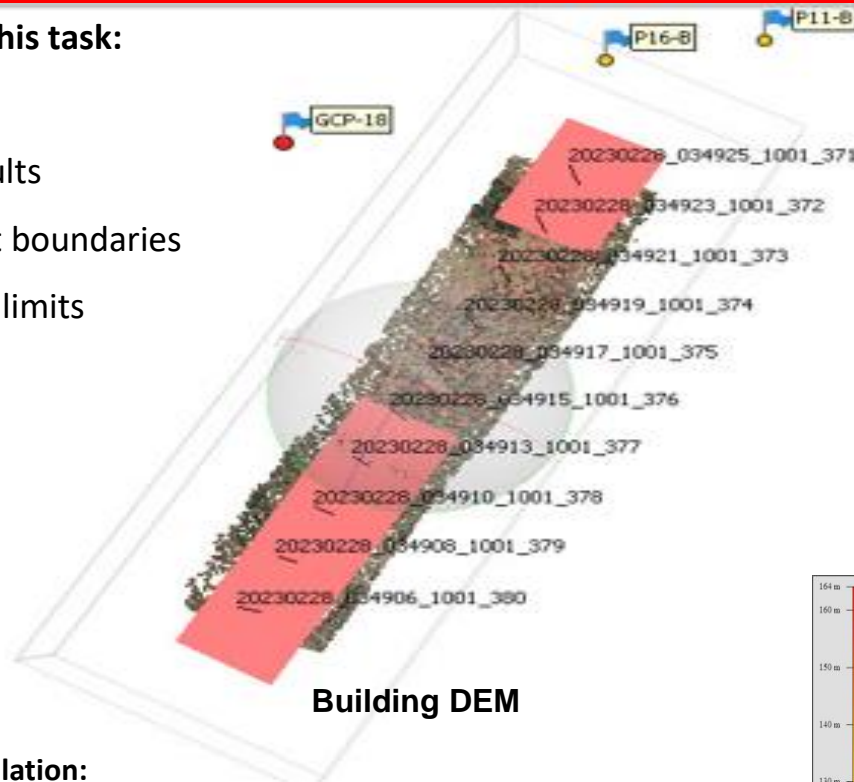 his task:
P16-B
P11-B
GCP-18
ults
20230228_034925_1001_371
20230228_034923_1001_372
t boundaries
20230228_034921_1001_373
limits
20230228_034919_1001_374
20230228_034917_1001_375
20230228_034915_1001_376
20230228_034913_1001_377
20230228_034910_1001_378
20230228_034908_1001_379
20230228_034906_1001_380
164 m
160 m
150 m
Building DEM
140 m
lation:
130 m